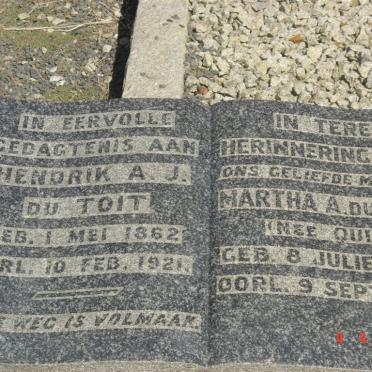 IN EERVOLLE
GEDAGTENIS AAN
HENDRIK A. J.
DU TOIT
GEB. 1 MEI 1862
ORL. 10 FEB. 1921.
WEG IS VOLMAAK
IN TERE
HERINNERING
ONS GELIEFDE
MARTHA A. DU
(NEE QUI
GEB. 8 JULIE
OORL. 9 SEPT